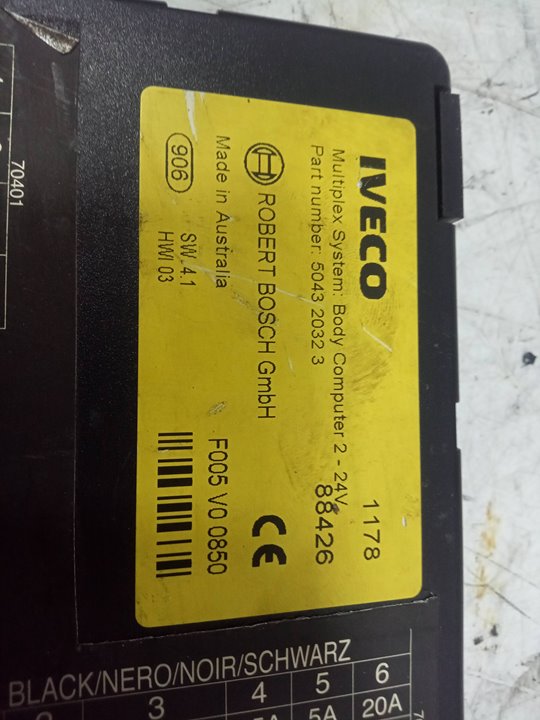 IVECO 1178
Multiplex System: Body Computer 2 - 24V
Part number: 5043 2032 3 88426
ROBERT BOSCH GmbH CE
Made in Australia F005 V0 0850
906 SW 4.1
HWI 03
70401
BLACK/NERO/NOIR/SCHWARZ
3 4 5 6
5A 20A